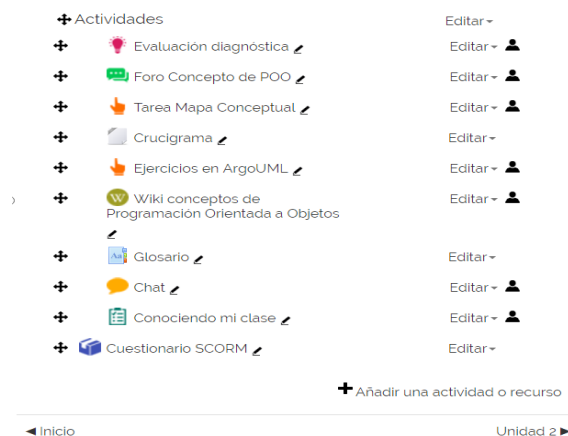 Actividades Editar
Evaluación diagnóstica Editar
Foro Concepto de POO Editar
Tarea Mapa Conceptual Editar
Crucigrama Editar
Ejercicios en ArgoUML Editar
W Wiki conceptos de Editar
Programación Orientada a Objetos
Aa Glosario Editar
Chat Editar
Conociendo mi clase Editar
Cuestionario SCORM Editar
Añadir una actividad o recurso
Inicio Unidad 2